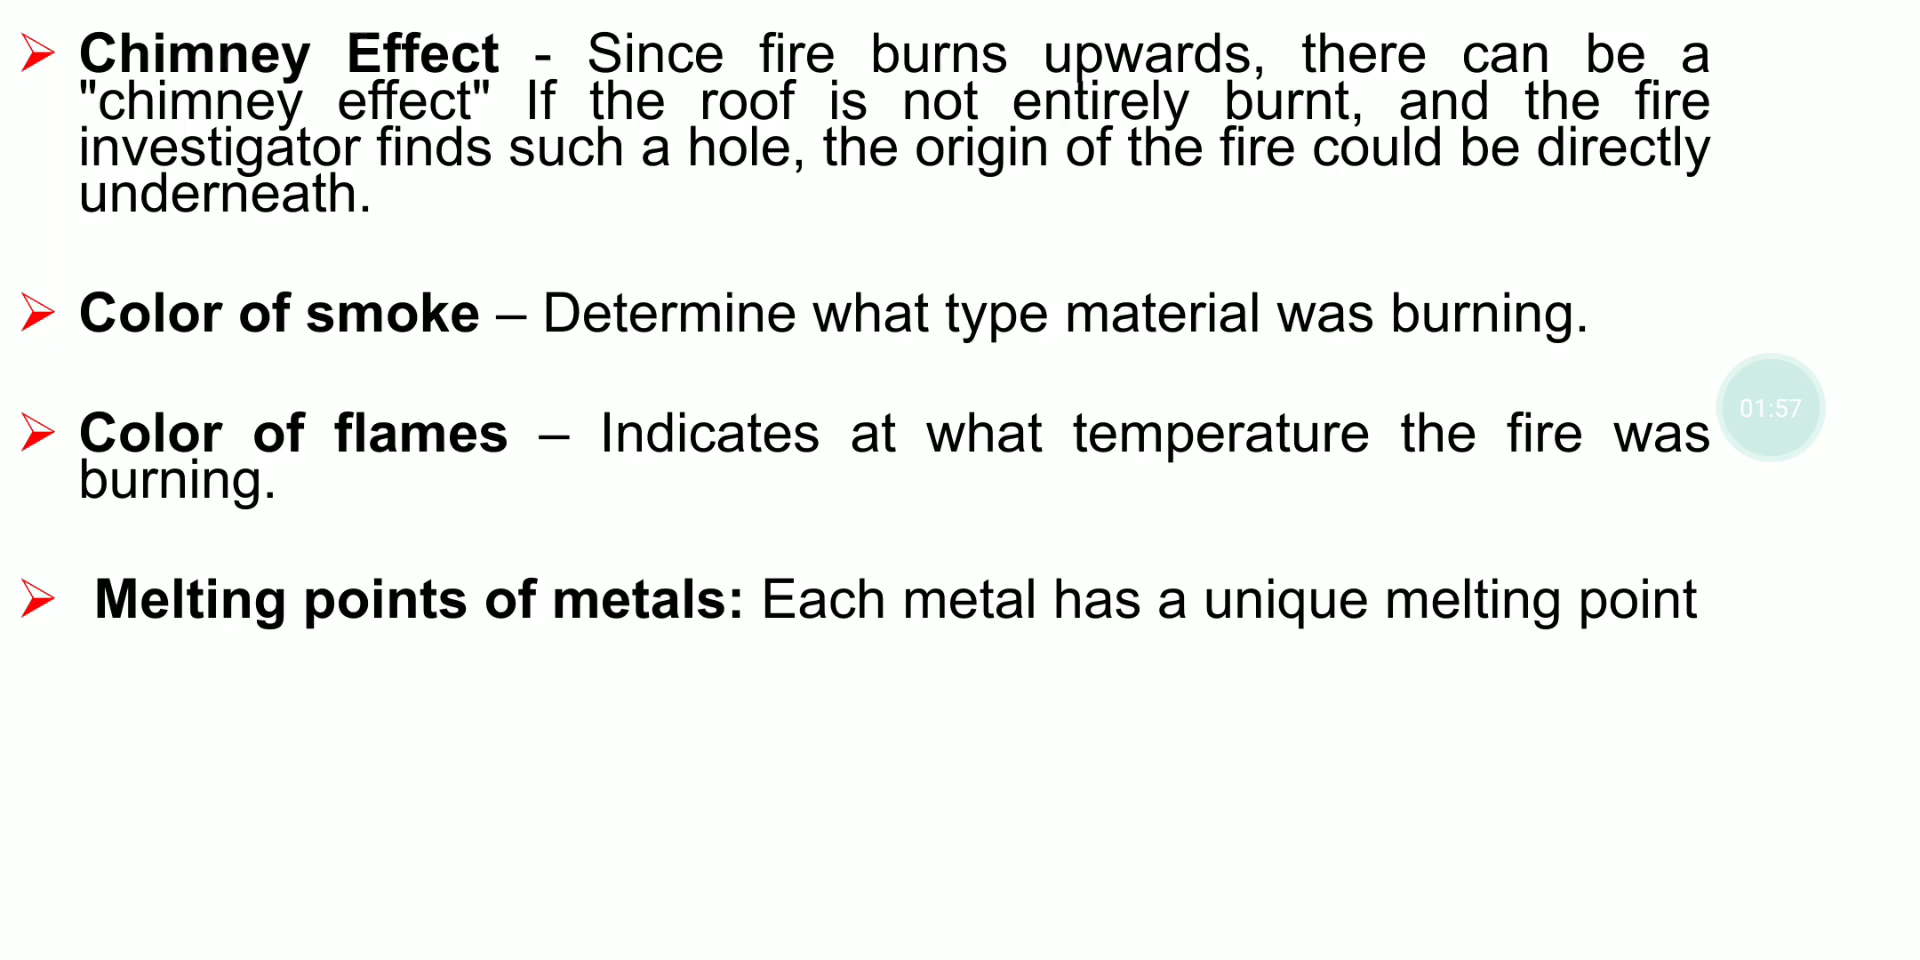 Chimney Effect - Since fire burns upwards, there can be a
"chimney effect" If the roof is not entirely burnt, and the fire
investigator finds such a hole, the origin of the fire could be directly
underneath.
Color of smoke – Determine what type material was burning.
Color of flames – Indicates at what temperature the fire was
burning.
Melting points of metals: Each metal has a unique melting point
01:57